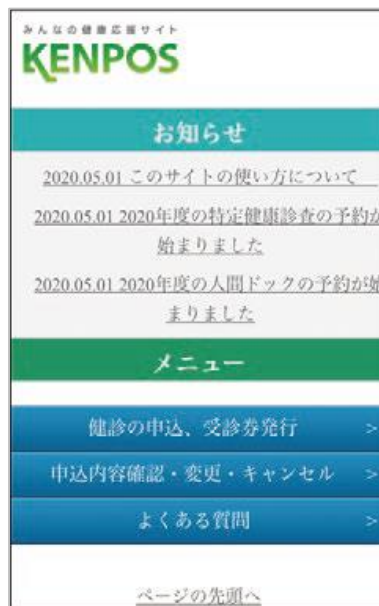 みんなの健康応援サイト
KENPOS
お知らせ
2020.05.01 このサイトの使い方について
2020.05.01 2020年度の特定健康診査の予約が
始まりました
2020.05.01 2020年度の人間ドックの予約が始
まりました
メニュー
健診の申込、受診券発行 >
申込内容確認・変更・キャンセル >
よくある質問 >
ページの先頭へ